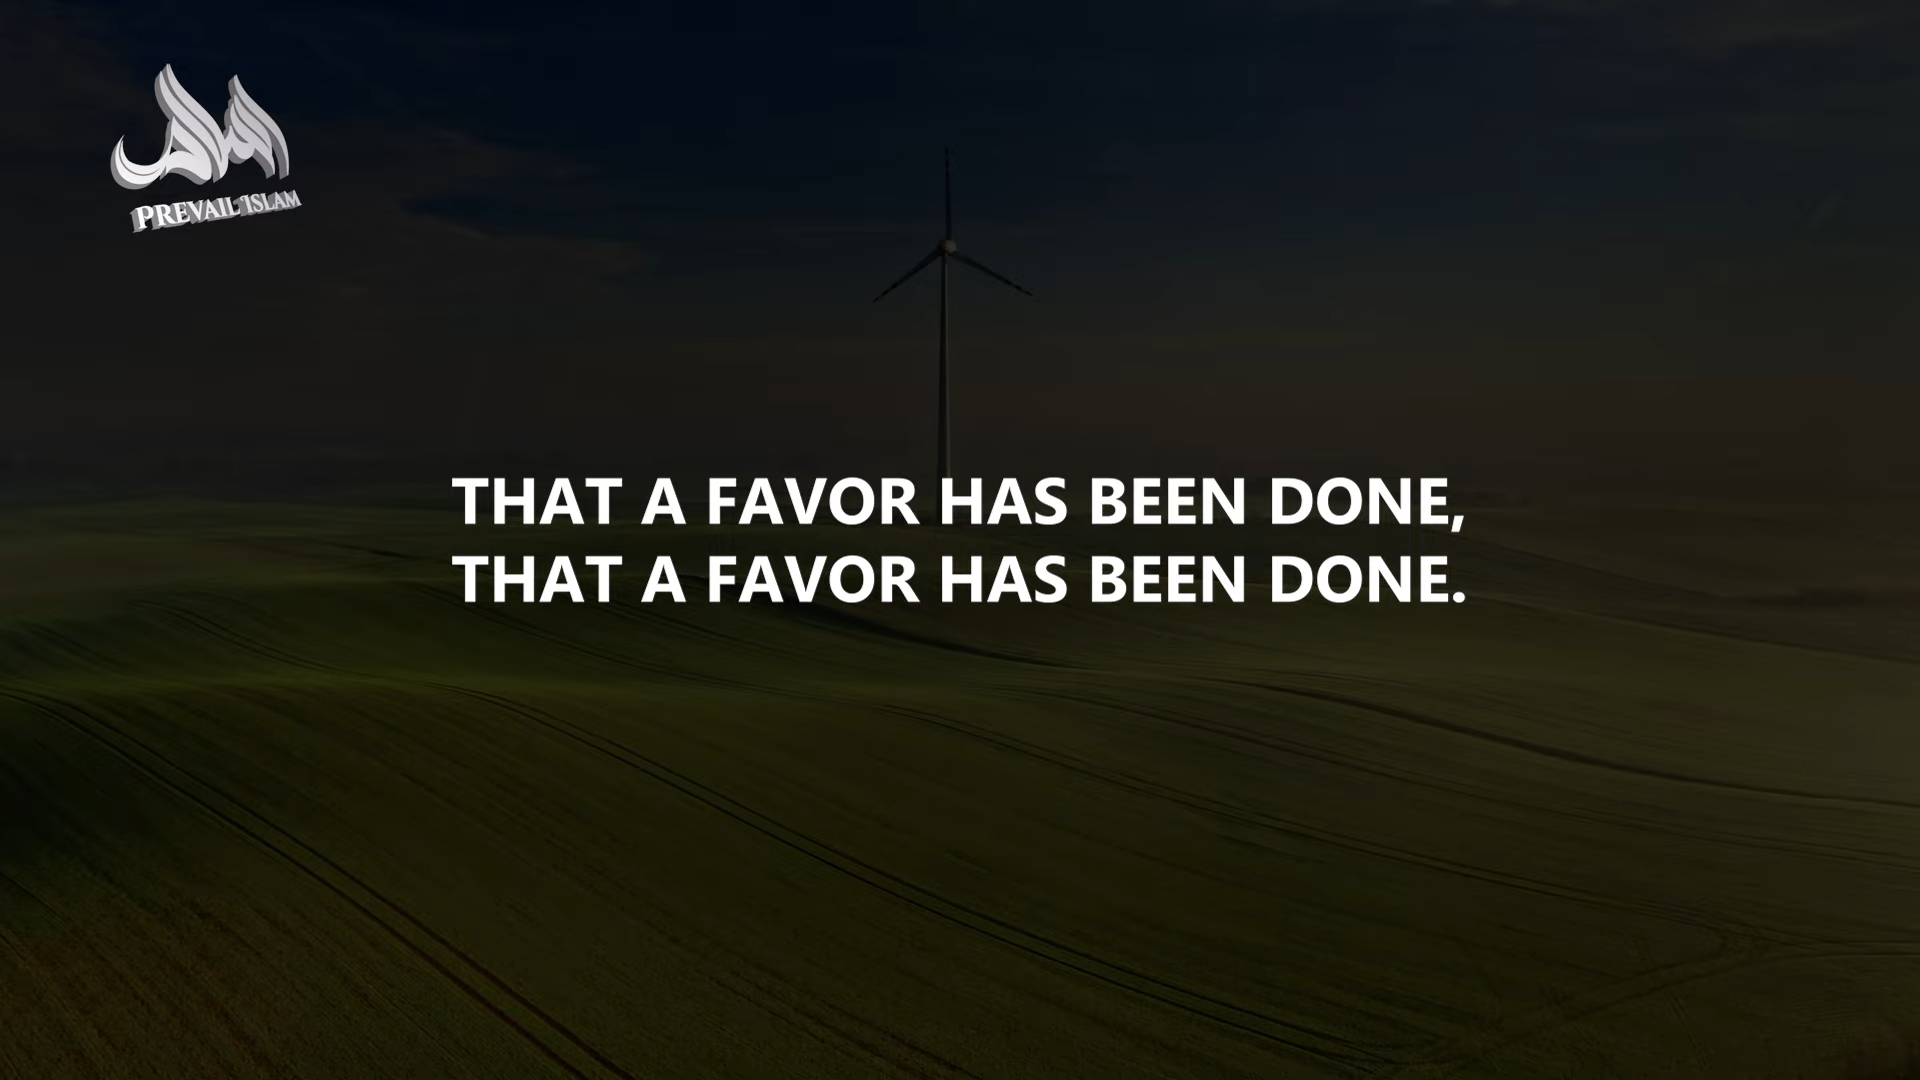 PREVAIL ISLAM
THAT A FAVOR HAS BEEN DONE,
THAT A FAVOR HAS BEEN DONE.